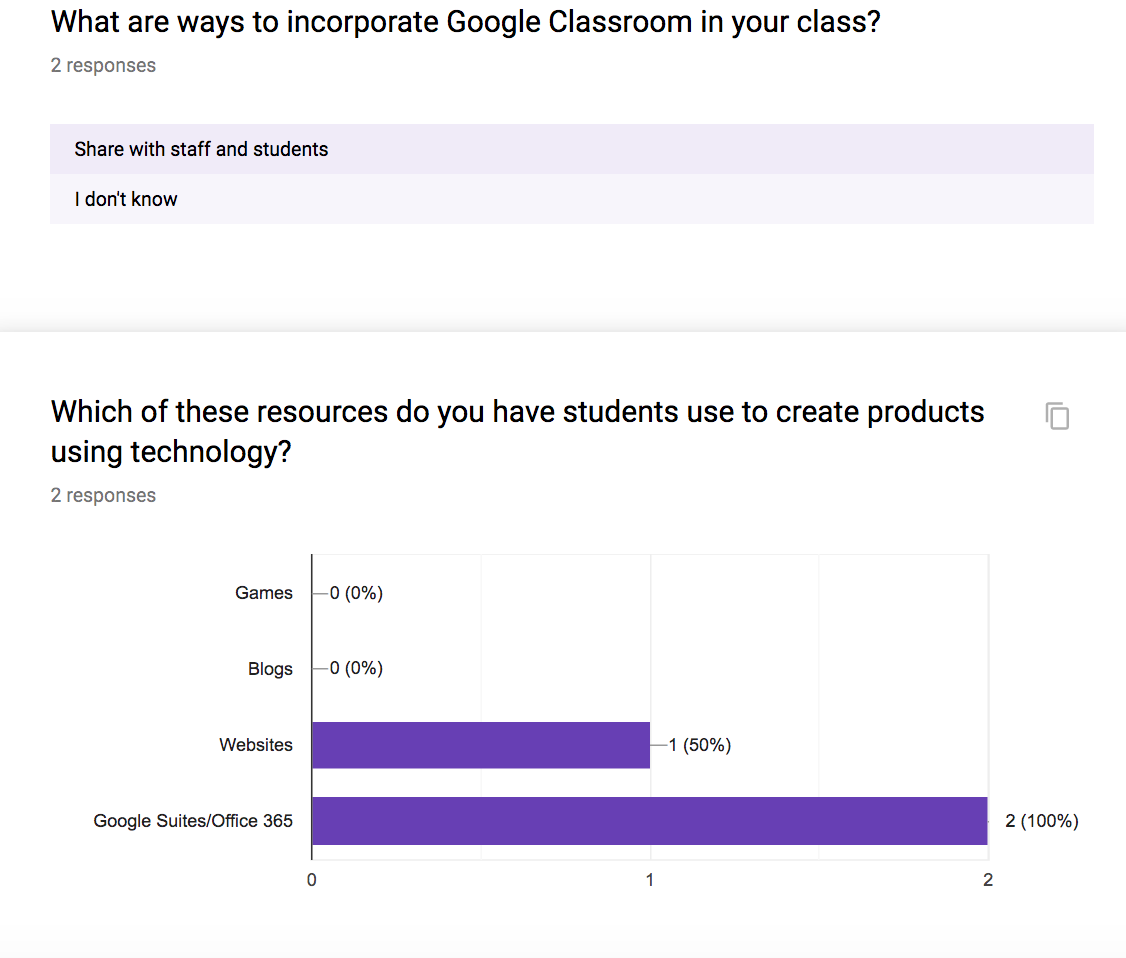 What are ways to incorporate Google Classroom in your class?
2 responses
Share with staff and students
I don't know
Which of these resources do you have students use to create products
using technology?
2 responses
Games 0 (0%)
Blogs 0 (0%)
Websites 1 (50%)
Google Suites/Office 365 2 (100%)
0 1 2